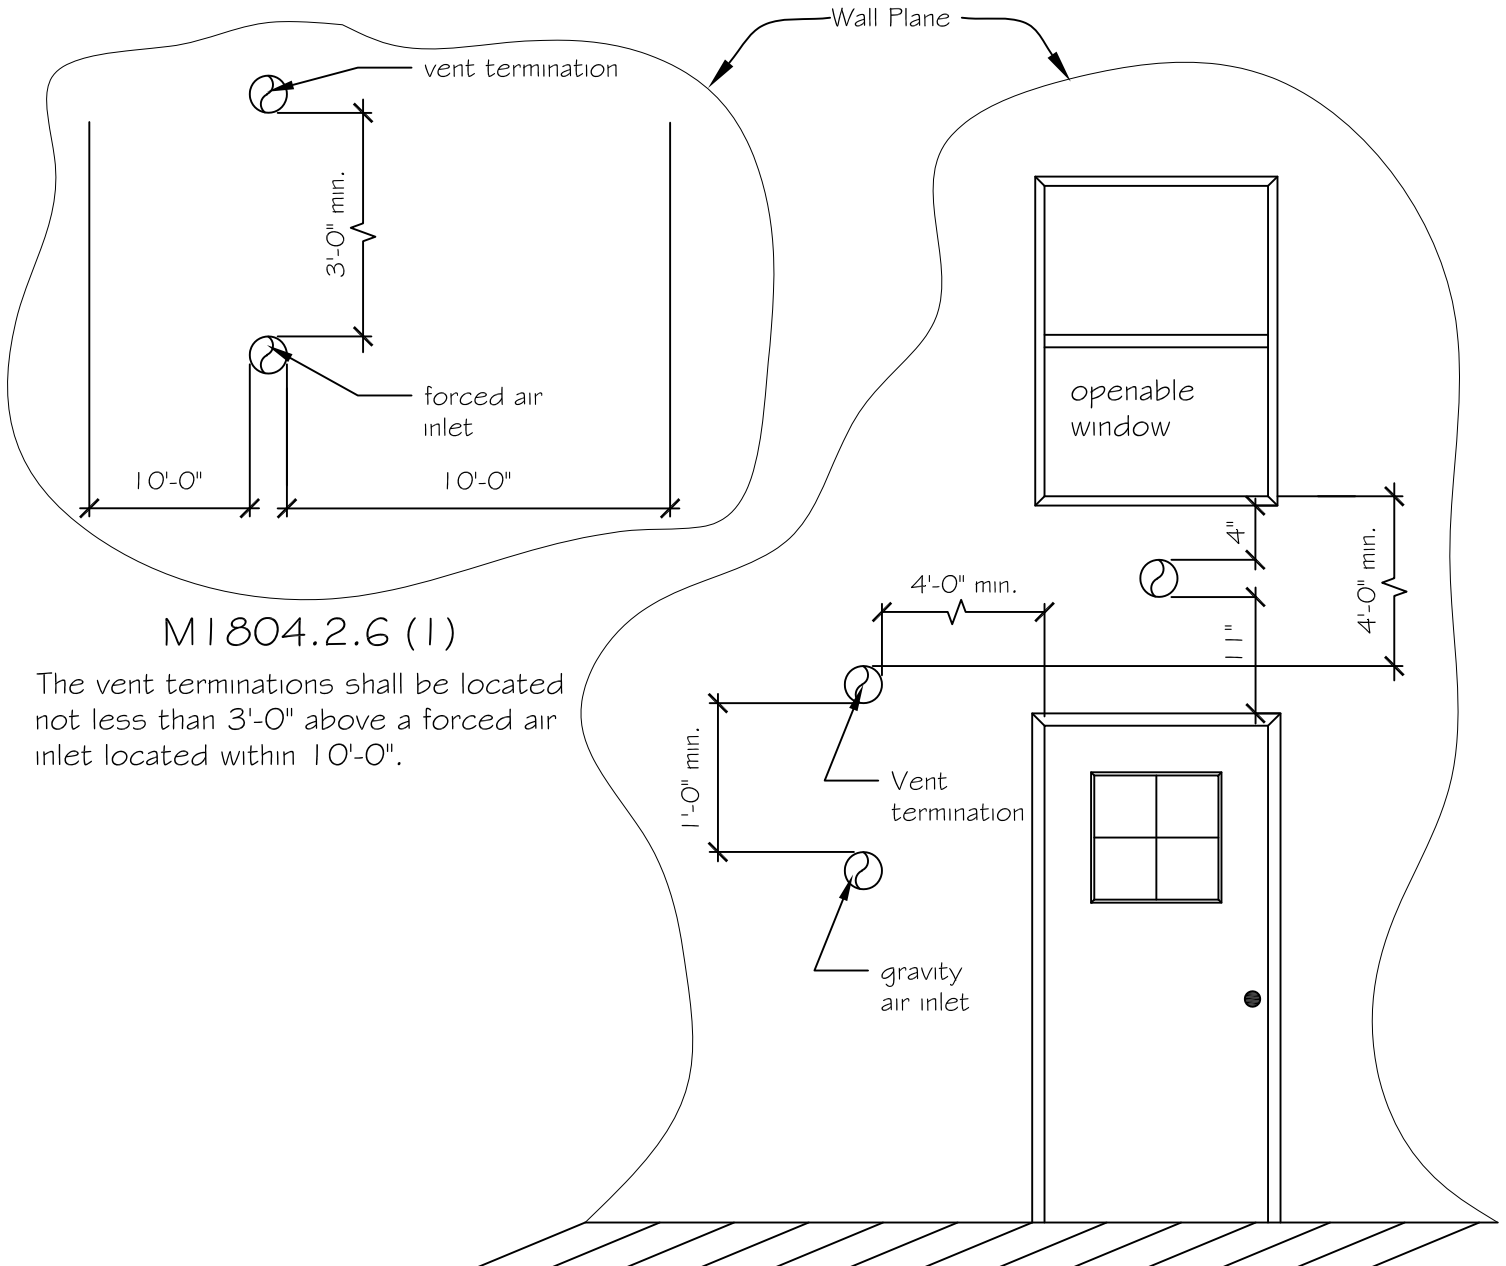 Wall Plane
vent termination
3'-0" min.
forced air
inlet
10'-0"
10'-0"
M1804.2.6 (1)
The vent terminations shall be located
not less than 3'-0" above a forced air
inlet located within 10'-0".
openable
window
4"
4'-0" min.
4'-0" min.
11"
1'-0" min.
Vent
termination
gravity
air inlet